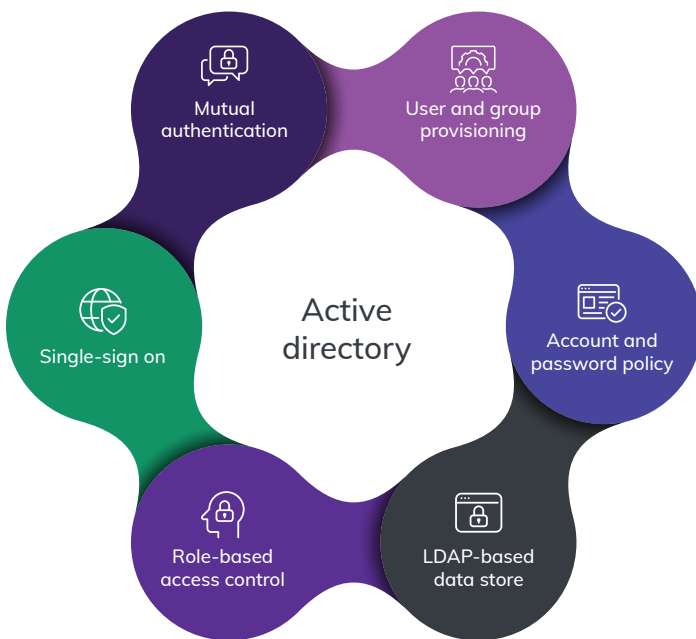 Mutual
authentication
User and group
provisioning
Account and
password policy
LDAP-based
data store
Role-based
access control
Single-sign on
Active
directory